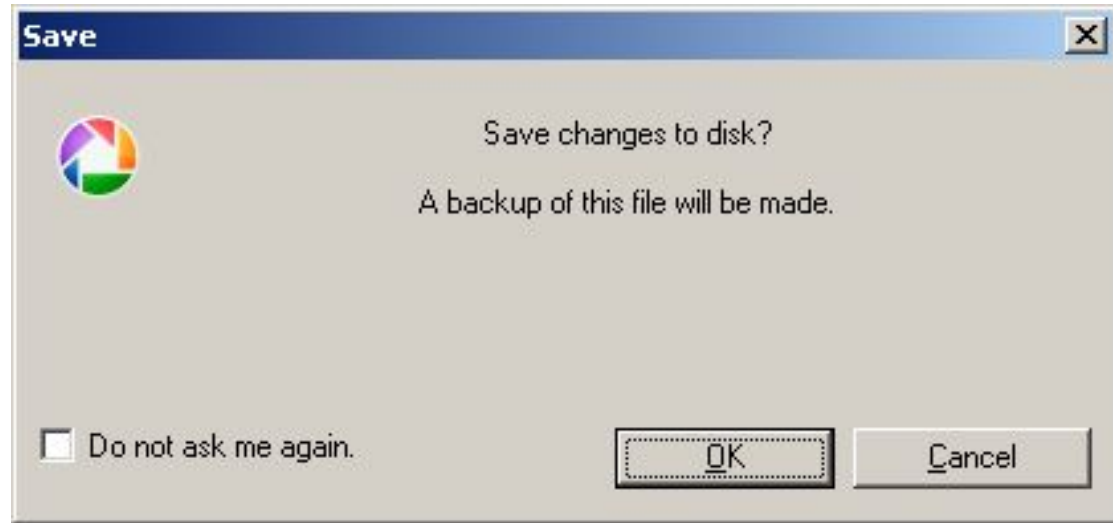 Save
Save changes to disk?
A backup of this file will be made.
Do not ask me again.
OK
Cancel